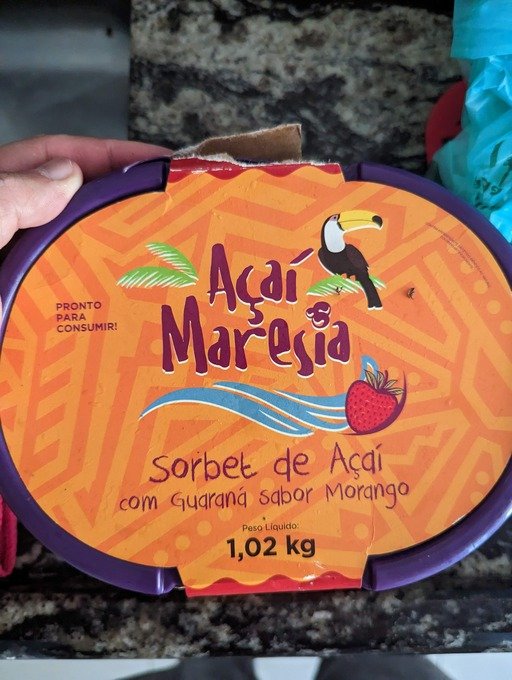 PRONTO
PARA
CONSUMIR!
Açaí
Maresia
Sorbet de Açaí
com Guaraná sabor Morango
Peso Líquido:
1,02 kg